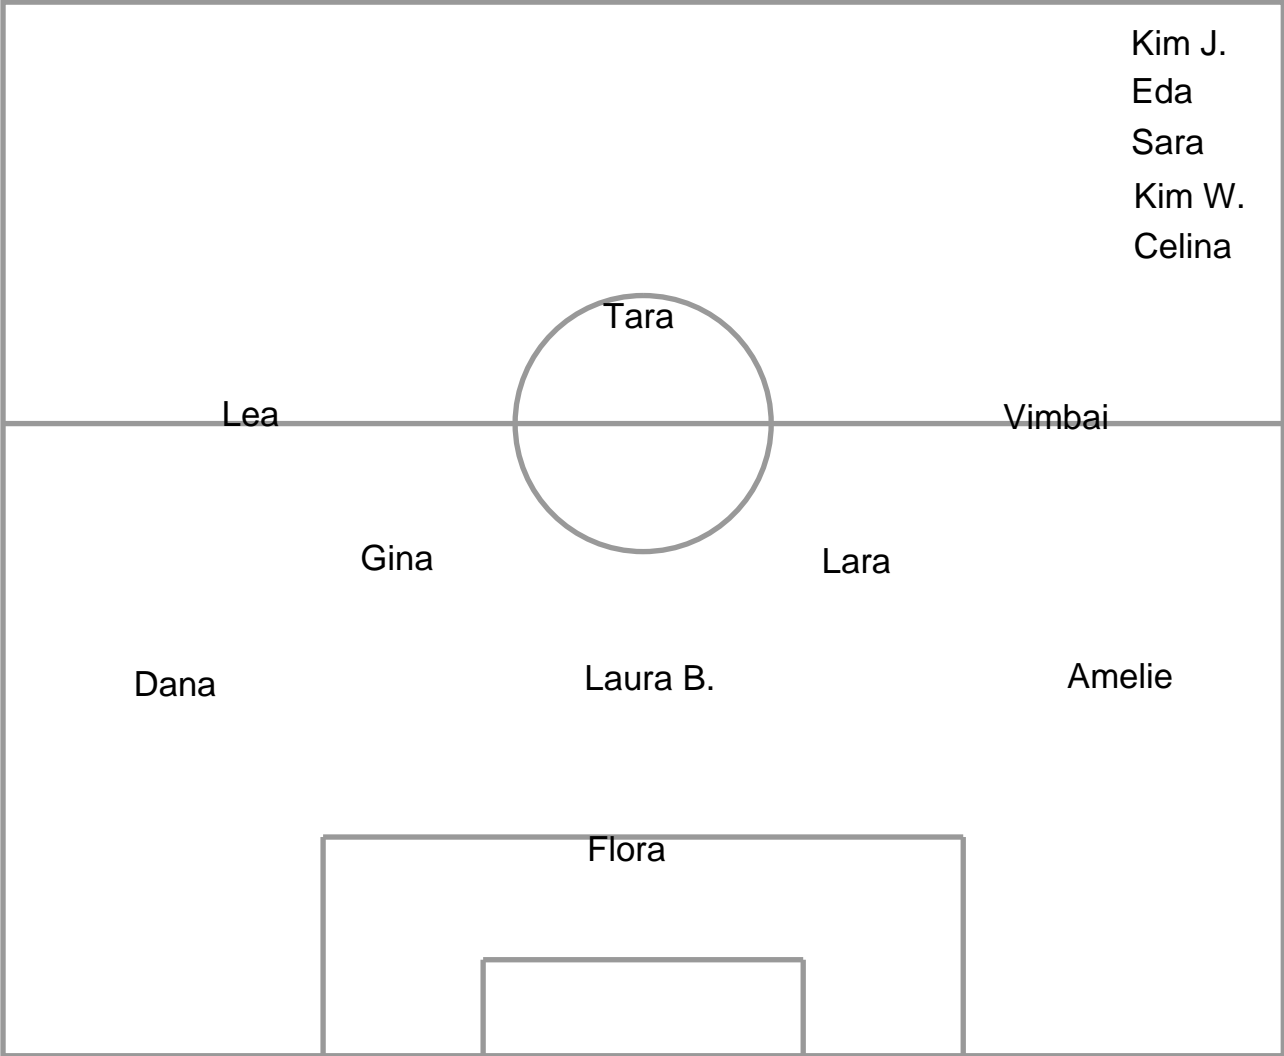 Kim J.
Eda
Sara
Kim W.
Celina
Tara
Lea
Vimbai
Gina
Lara
Dana
Laura B.
Amelie
Flora